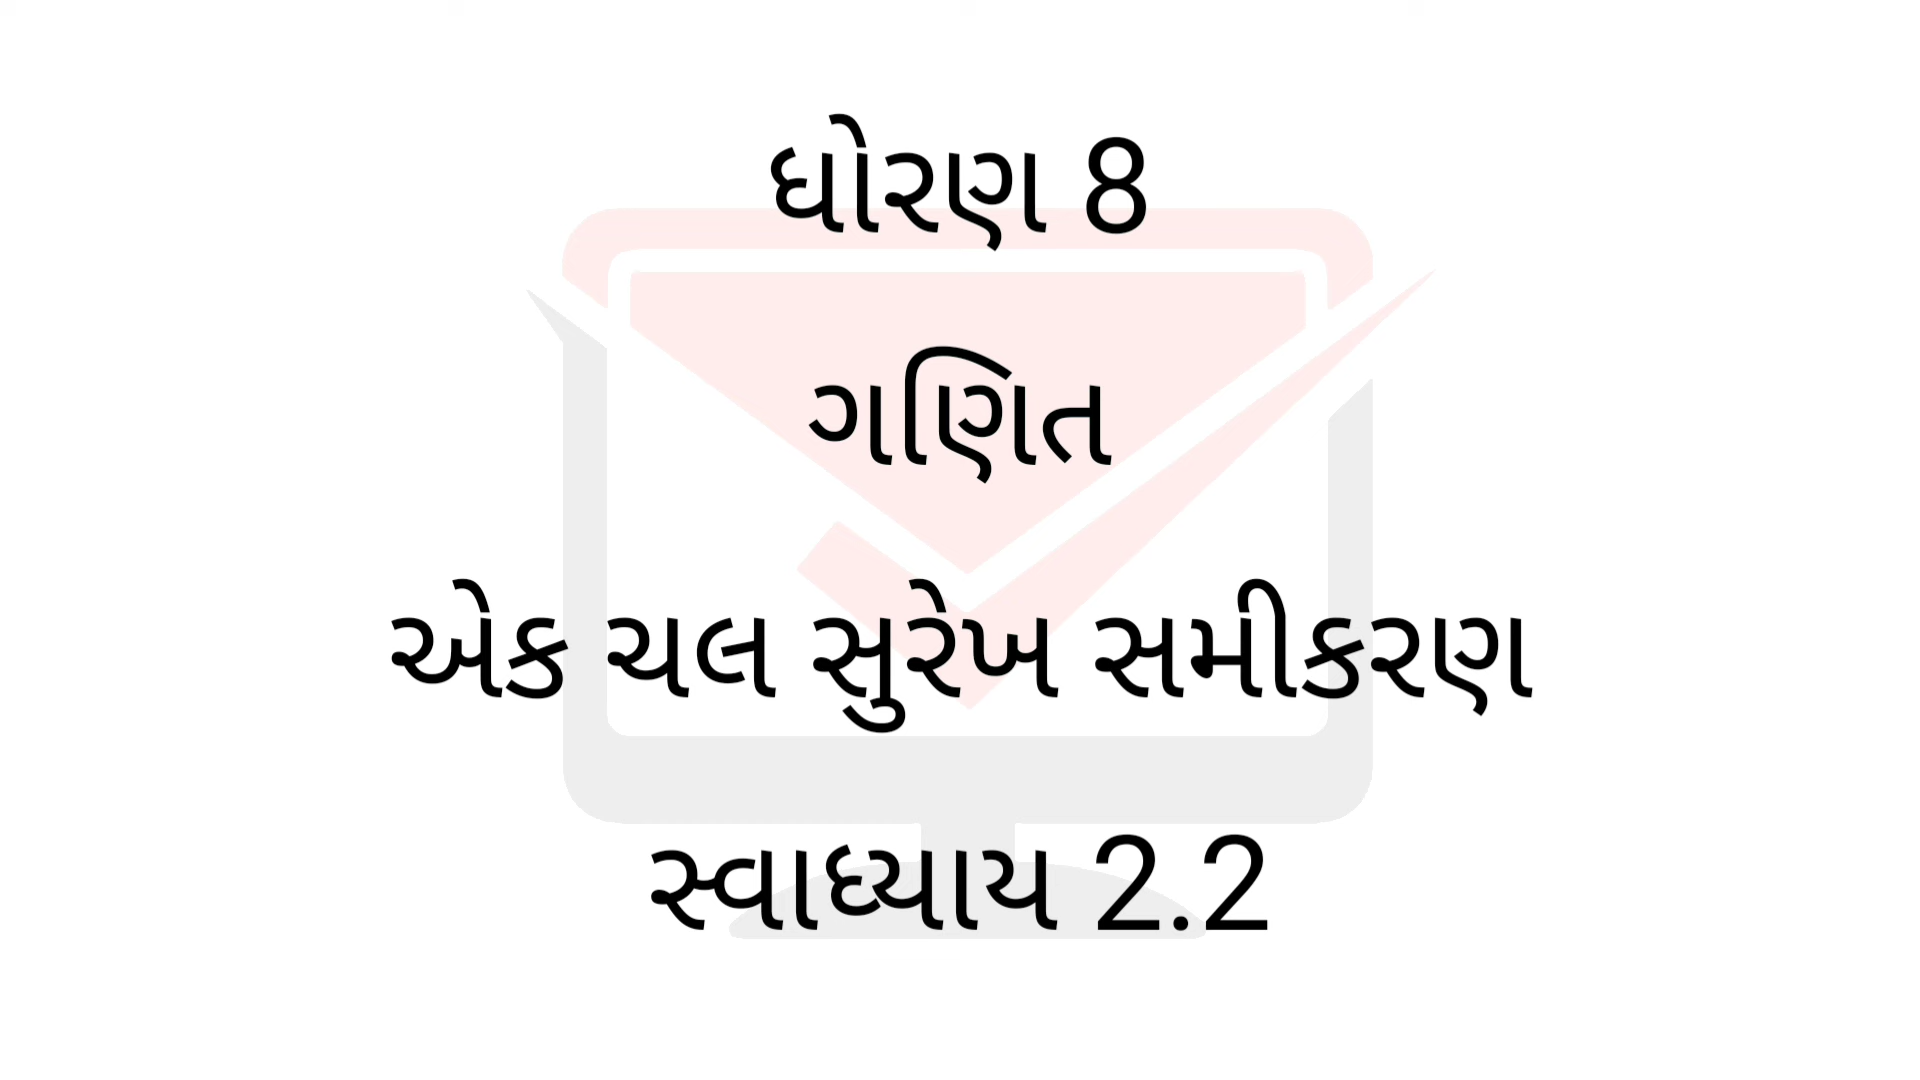 ધોરણ 8
ગણિત
એક ચલ સુરેખ સમીકરણ
સ્વાધ્યાય 2.2